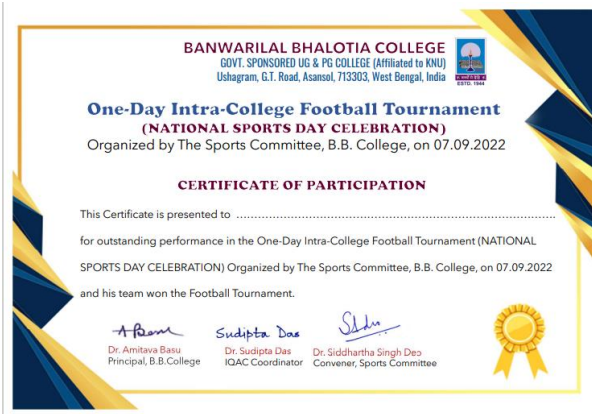 BANWARILAL BHALOTIA COLLEGE
GOVT. SPONSORED UG & PG COLLEGE (Affiliated to KNU)
Ushagram, G.T. Road, Asansol, 713303, West Bengal, India
ESTD. 1944
One-Day Intra-College Football Tournament
(NATIONAL SPORTS DAY CELEBRATION)
Organized by The Sports Committee, B.B. College, on 07.09.2022
CERTIFICATE OF PARTICIPATION
This Certificate is presented to ..........................................................................................
for outstanding performance in the One-Day Intra-College Football Tournament (NATIONAL
SPORTS DAY CELEBRATION) Organized by The Sports Committee, B.B. College, on 07.09.2022
and his team won the Football Tournament.
A Basu Sudipta Das
Dr. Amitava Basu Dr. Sudipta Das Dr. Siddhartha Singh Deo
Principal, B.B.College IQAC Coordinator Convener, Sports Committee